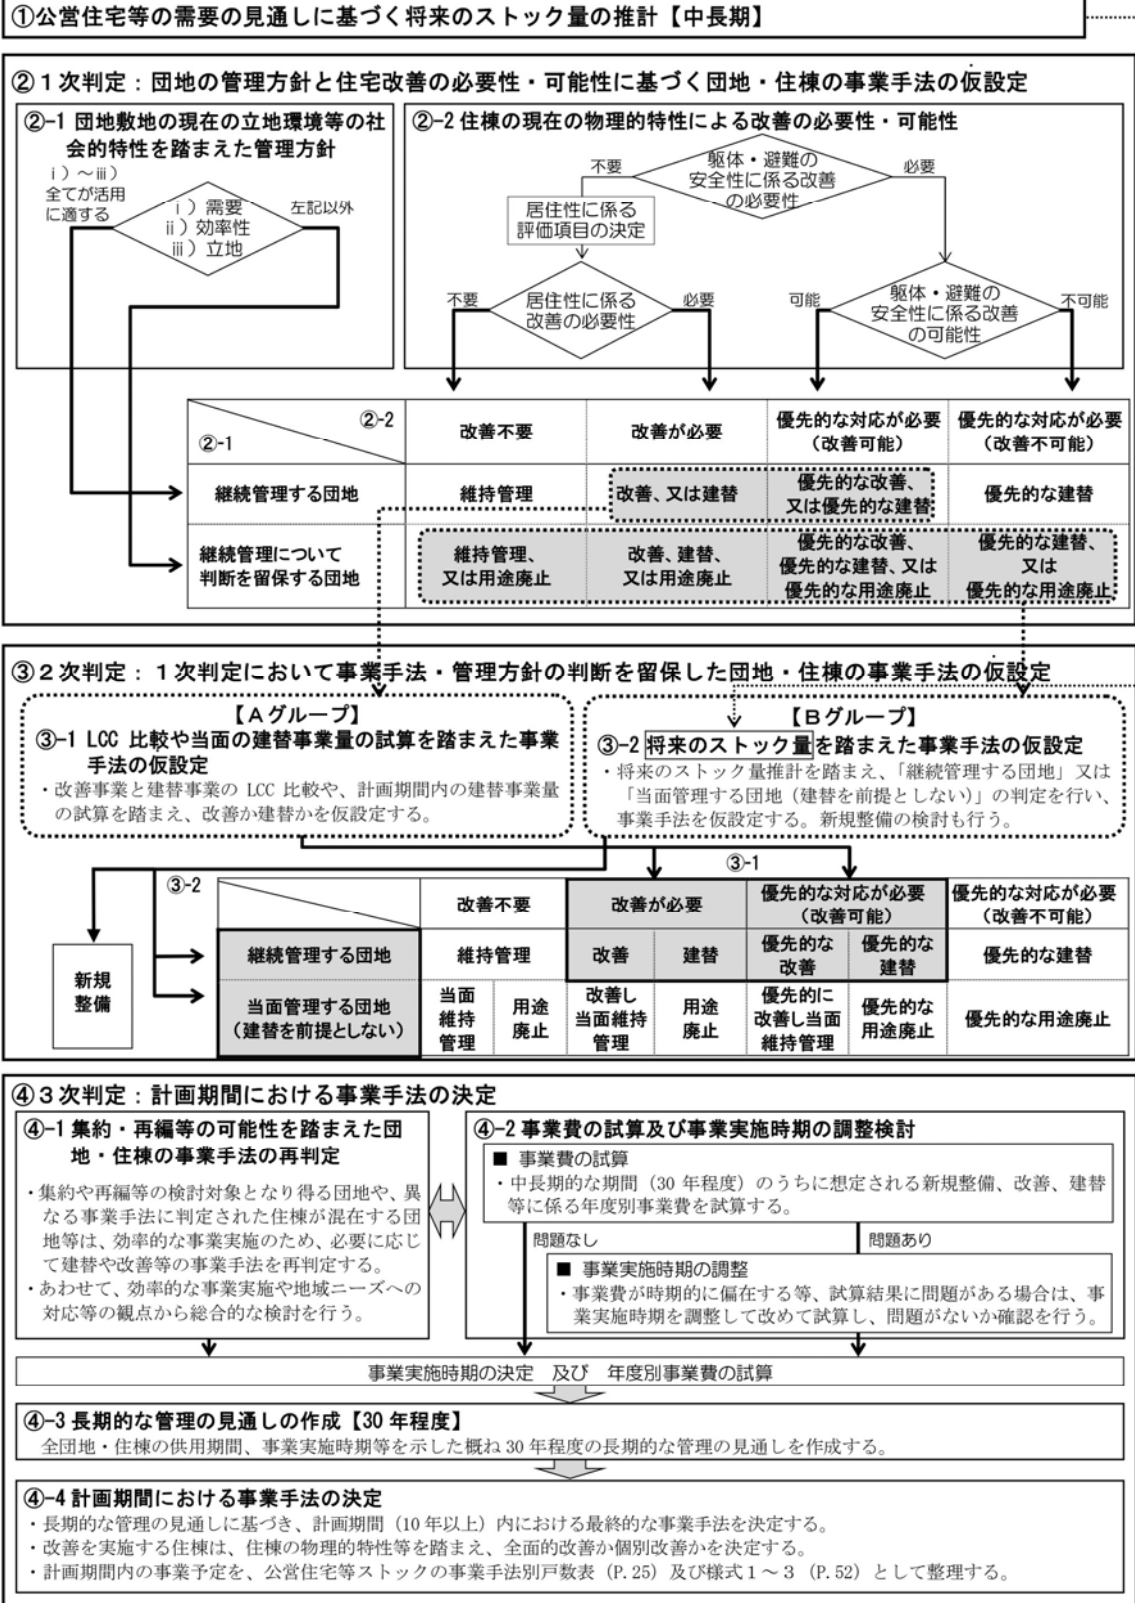 ①公営住宅等の需要の見通しに基づく将来のストック量の推計【中長期】
②１次判定：団地の管理方針と住宅改善の必要性・可能性に基づく団地・住棟の事業手法の仮設定
②-1 団地敷地の現在の立地環境等の社
会的特性を踏まえた管理方針
ⅰ）～ⅲ）
全てが活用
に適する
ⅰ）需要
ⅱ）効率性
ⅲ）立地
左記以外
②-2 住棟の現在の物理的特性による改善の必要性・可能性
不要
躯体・避難の
安全性に係る改善
の必要性
必要
居住性に係る
評価項目の決定
不要
居住性に係る
改善の必要性
必要
可能
躯体・避難の
安全性に係る改善
の可能性
不可能
②-2
②-1
改善不要
改善が必要
優先的な対応が必要
（改善可能）
優先的な対応が必要
（改善不可能）
継続管理する団地
維持管理
改善、又は建替
優先的な改善、
又は優先的な建替
優先的な建替
継続管理について
判断を留保する団地
維持管理、
又は用途廃止
改善、建替、
又は用途廃止
優先的な改善、
優先的な建替、又は
優先的な用途廃止
優先的な建替、
又は
優先的な用途廃止
③２次判定：１次判定において事業手法・管理方針の判断を留保した団地・住棟の事業手法の仮設定
【Ａグループ】
③-1 LCC 比較や当面の建替事業量の試算を踏まえた事業
手法の仮設定
・改善事業と建替事業の LCC 比較や、計画期間内の建替事業量
の試算を踏まえ、改善か建替かを仮設定する。
【Ｂグループ】
③-2 将来のストック量を踏まえた事業手法の仮設定
・将来のストック量推計を踏まえ、「継続管理する団地」又は
「当面管理する団地（建替を前提としない）」の判定を行い、
事業手法を仮設定する。新規整備の検討も行う。
③-1
③-2
改善不要
改善が必要
優先的な対応が必要
（改善可能）
優先的な対応が必要
（改善不可能）
新規
整備
継続管理する団地
維持管理
改善
建替
優先的な
改善
優先的な
建替
優先的な建替
当面管理する団地
（建替を前提としない）
当面
維持
管理
用途
廃止
改善し
当面維持
管理
用途
廃止
優先的に
改善し当面
維持管理
優先的な
用途廃止
優先的な用途廃止
④３次判定：計画期間における事業手法の決定
④-1 集約・再編等の可能性を踏まえた団
地・住棟の事業手法の再判定
・集約や再編等の検討対象となり得る団地や、異
なる事業手法に判定された住棟が混在する団
地等は、効率的な事業実施のため、必要に応じ
て建替や改善等の事業手法を再判定する。
・あわせて、効率的な事業実施や地域ニーズへの
対応等の観点から総合的な検討を行う。
④-2 事業費の試算及び事業実施時期の調整検討
■ 事業費の試算
・中長期的な期間（30 年程度）のうちに想定される新規整備、改善、建替
等に係る年度別事業費を試算する。
問題なし
問題あり
■ 事業実施時期の調整
・事業費が時期的に偏在する等、試算結果に問題がある場合は、事
業実施時期を調整して改めて試算し、問題がないか確認を行う。
事業実施時期の決定　及び　年度別事業費の試算
④-3 長期的な管理の見通しの作成【30 年程度】
全団地・住棟の供用期間、事業実施時期等を示した概ね 30 年程度の長期的な管理の見通しを作成する。
④-4 計画期間における事業手法の決定
・長期的な管理の見通しに基づき、計画期間（10 年以上）内における最終的な事業手法を決定する。
・改善を実施する住棟は、住棟の物理的特性等を踏まえ、全面的改善か個別改善かを決定する。
・計画期間内の事業予定を、公営住宅等ストックの事業手法別戸数表（P.25）及び様式１～３（P.52）として整理する。